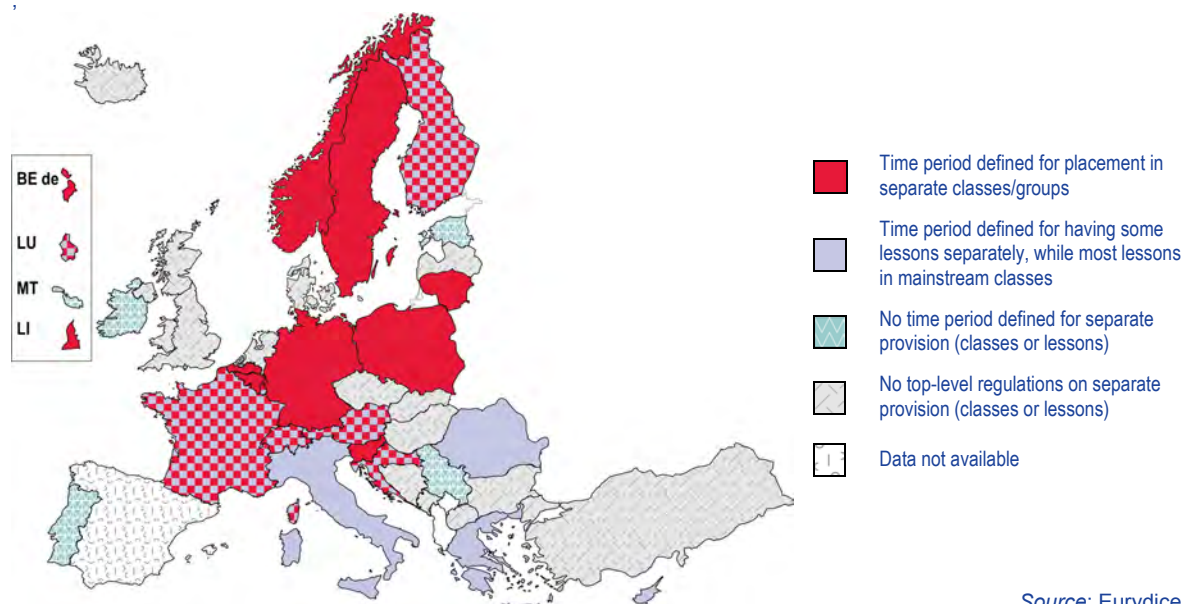 ,
BE de
LU
MT
LI
Time period defined for placement in
separate classes/groups
Time period defined for having some
lessons separately, while most lessons
in mainstream classes
No time period defined for separate
provision (classes or lessons)
No top-level regulations on separate
provision (classes or lessons)
Data not available
Source: Eurydice